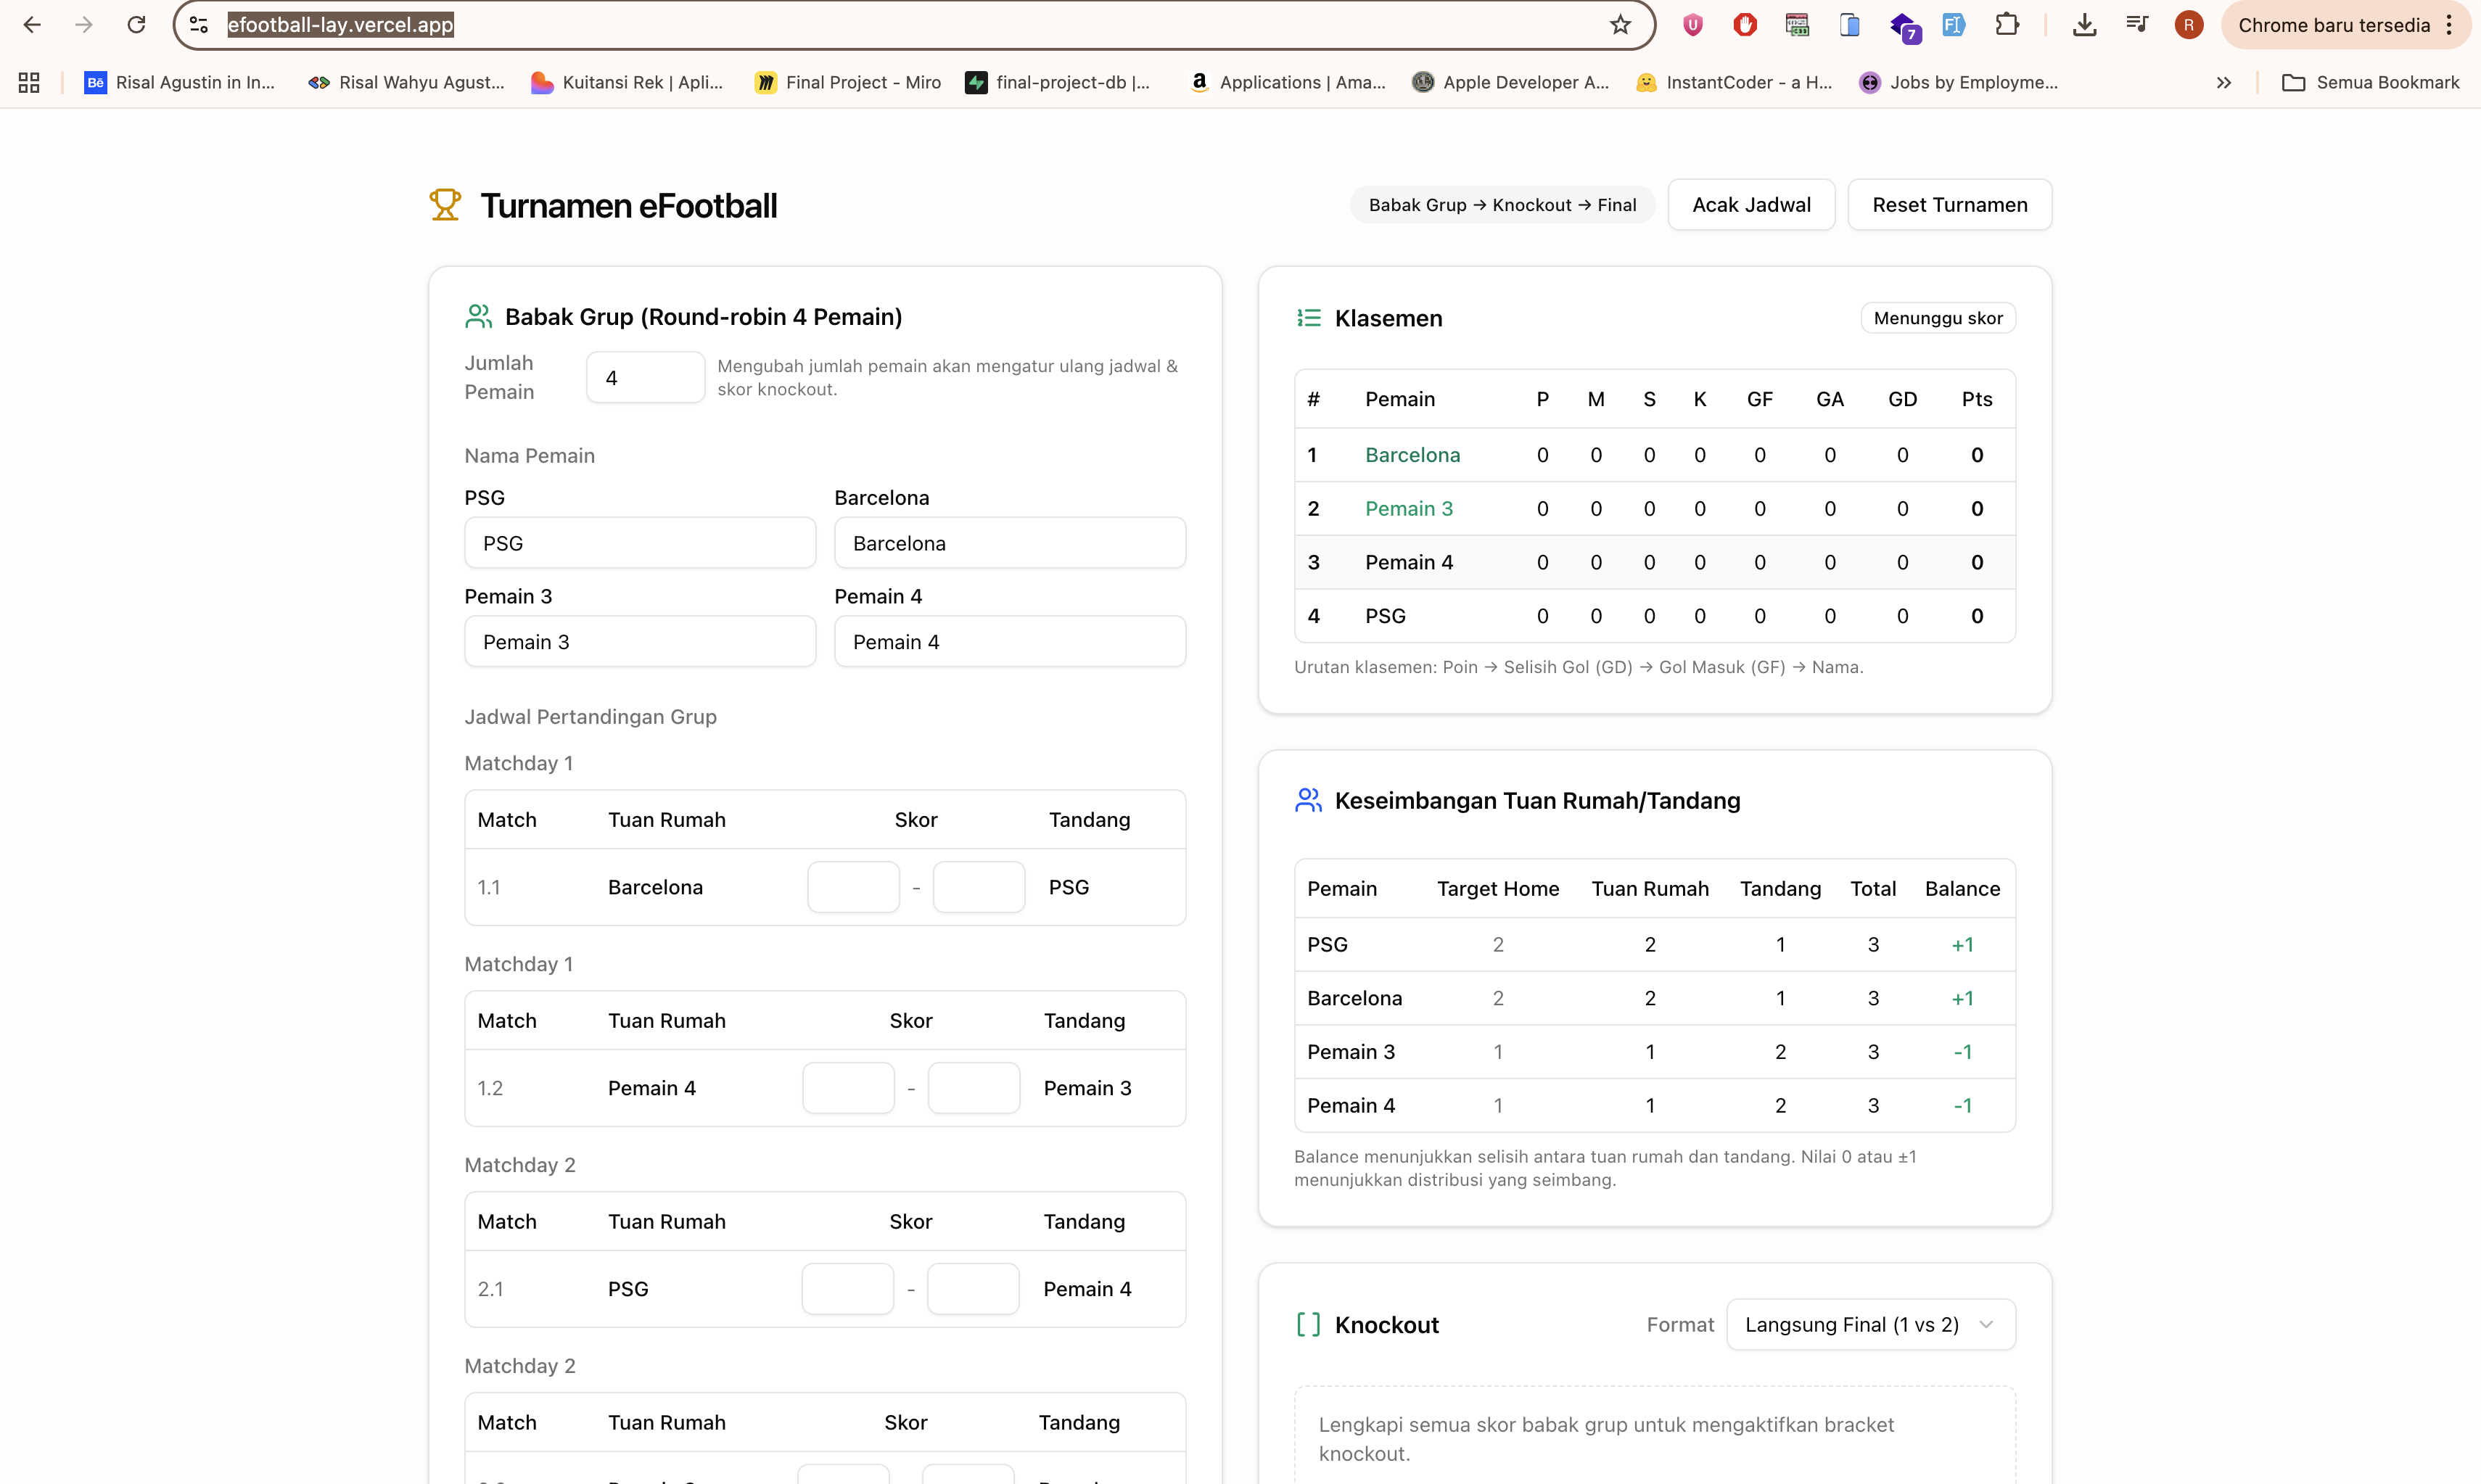 efootball-lay.vercel.app
7
R
Chrome baru tersedia
Bē Risal Agustin in In...
Risal Wahyu Agust...
Kuitansi Rek | Apli...
Final Project - Miro
final-project-db |...
Applications | Ama...
Apple Developer A...
InstantCoder - a H...
Jobs by Employme...
Semua Bookmark
Turnamen eFootball
Babak Grup → Knockout → Final
Acak Jadwal
Reset Turnamen
Babak Grup (Round-robin 4 Pemain)
Jumlah
Pemain
4
Mengubah jumlah pemain akan mengatur ulang jadwal &
skor knockout.
Nama Pemain
PSG Barcelona
PSG Barcelona
Pemain 3 Pemain 4
Pemain 3 Pemain 4
Jadwal Pertandingan Grup
Matchday 1
Match Tuan Rumah Skor Tandang
1.1 Barcelona - PSG
Matchday 1
Match Tuan Rumah Skor Tandang
1.2 Pemain 4 - Pemain 3
Matchday 2
Match Tuan Rumah Skor Tandang
2.1 PSG - Pemain 4
Matchday 2
Match Tuan Rumah Skor Tandang
Klasemen
Menunggu skor
# Pemain P M S K GF GA GD Pts
1 Barcelona 0 0 0 0 0 0 0 0
2 Pemain 3 0 0 0 0 0 0 0 0
3 Pemain 4 0 0 0 0 0 0 0 0
4 PSG 0 0 0 0 0 0 0 0
Urutan klasemen: Poin → Selisih Gol (GD) → Gol Masuk (GF) → Nama.
Keseimbangan Tuan Rumah/Tandang
Pemain Target Home Tuan Rumah Tandang Total Balance
PSG 2 2 1 3 +1
Barcelona 2 2 1 3 +1
Pemain 3 1 1 2 3 -1
Pemain 4 1 1 2 3 -1
Balance menunjukkan selisih antara tuan rumah dan tandang. Nilai 0 atau ±1
menunjukkan distribusi yang seimbang.
Knockout
Format
Langsung Final (1 vs 2)
Lengkapi semua skor babak grup untuk mengaktifkan bracket
knockout.